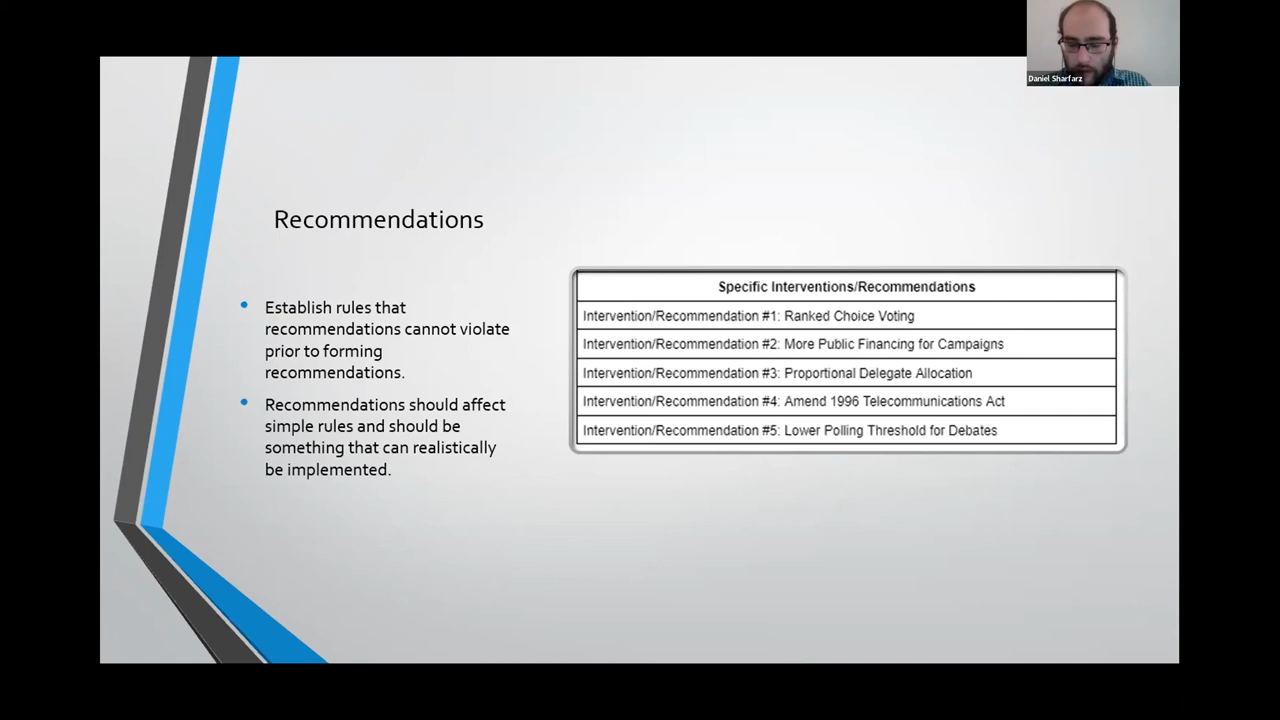 Daniel Sharfarz
Recommendations
Establish rules that
recommendations cannot violate
prior to forming
recommendations.
Recommendations should affect
simple rules and should be
something that can realistically
be implemented.
Specific Interventions/Recommendations
Intervention/Recommendation #1: Ranked Choice Voting
Intervention/Recommendation #2: More Public Financing for Campaigns
Intervention/Recommendation #3: Proportional Delegate Allocation
Intervention/Recommendation #4: Amend 1996 Telecommunications Act
Intervention/Recommendation #5: Lower Polling Threshold for Debates